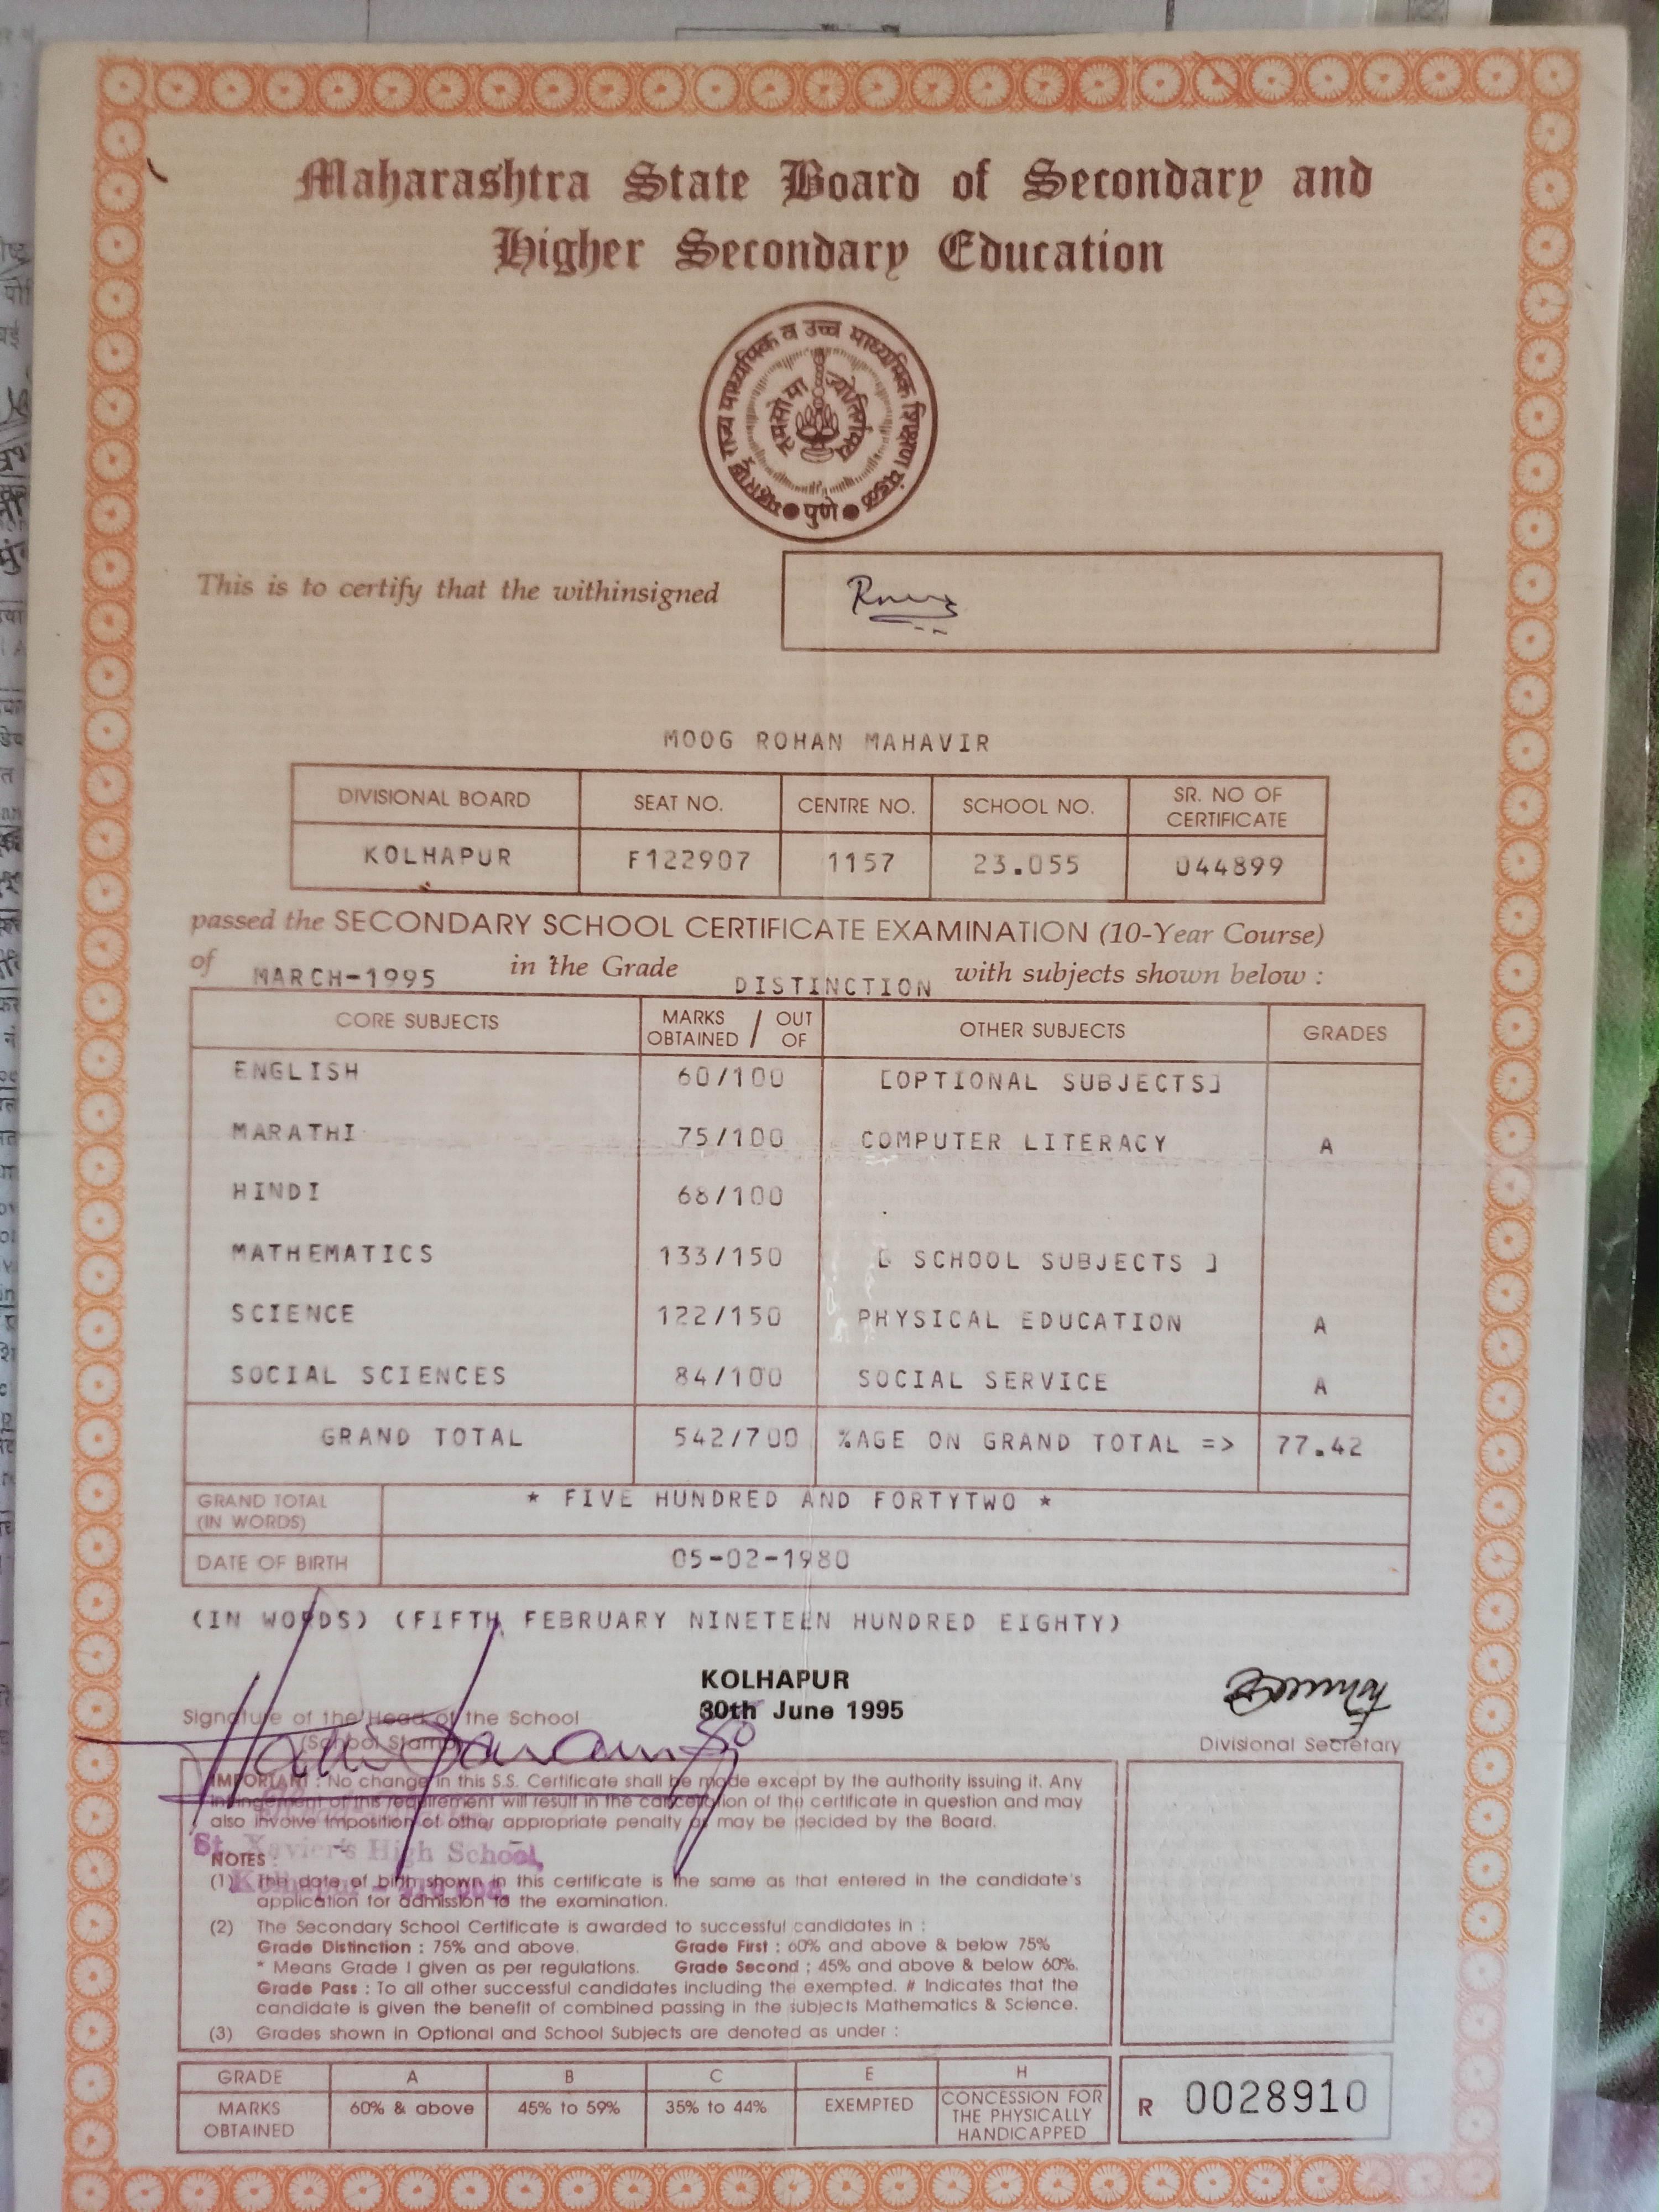 Maharashtra State Board of Secondary and
Higher Secondary Education
महाराष्ट्र राज्य माध्यमिक व उच्च माध्यमिक शिक्षण मंडळ
पुणे
तमसो मा ज्योतिर्गमय
This is to certify that the withinsigned
MOOG ROHAN MAHAVIR
DIVISIONAL BOARD SEAT NO. CENTRE NO. SCHOOL NO. SR. NO OF CERTIFICATE
KOLHAPUR F122907 1157 23.055 044899
passed the SECONDARY SCHOOL CERTIFICATE EXAMINATION (10-Year Course)
of MARCH-1995 in the Grade DISTINCTION with subjects shown below :
CORE SUBJECTS MARKS OBTAINED / OUT OF OTHER SUBJECTS GRADES
ENGLISH 60/100 [OPTIONAL SUBJECTS]
MARATHI 75/100 COMPUTER LITERACY A
HINDI 68/100
MATHEMATICS 133/150 [ SCHOOL SUBJECTS ]
SCIENCE 122/150 PHYSICAL EDUCATION A
SOCIAL SCIENCES 84/100 SOCIAL SERVICE A
GRAND TOTAL 542/700 %AGE ON GRAND TOTAL => 77.42
GRAND TOTAL (IN WORDS) * FIVE HUNDRED AND FORTYTWO *
DATE OF BIRTH 05-02-1980
(IN WORDS) (FIFTH FEBRUARY NINETEEN HUNDRED EIGHTY)
KOLHAPUR
30th June 1995
Signature of the Head of the School
(School Stamp)
Divisional Secretary
IMPORTANT : No change in this S.S. Certificate shall be made except by the authority issuing it. Any
infringement of this requirement will result in the cancellation of the certificate in question and may
also involve imposition of other appropriate penalty as may be decided by the Board.
St. Xavier's High School,
Kolhapur
NOTES :
(1) The date of birth shown in this certificate is the same as that entered in the candidate's
application for admission to the examination.
(2) The Secondary School Certificate is awarded to successful candidates in :
Grade Distinction : 75% and above. Grade First : 60% and above & below 75%
* Means Grade I given as per regulations. Grade Second : 45% and above & below 60%.
Grade Pass : To all other successful candidates including the exempted. # Indicates that the
candidate is given the benefit of combined passing in the subjects Mathematics & Science.
(3) Grades shown in Optional and School Subjects are denoted as under :
GRADE A B C E H
MARKS OBTAINED 60% & above 45% to 59% 35% to 44% EXEMPTED CONCESSION FOR THE PHYSICALLY HANDICAPPED
R 0028910